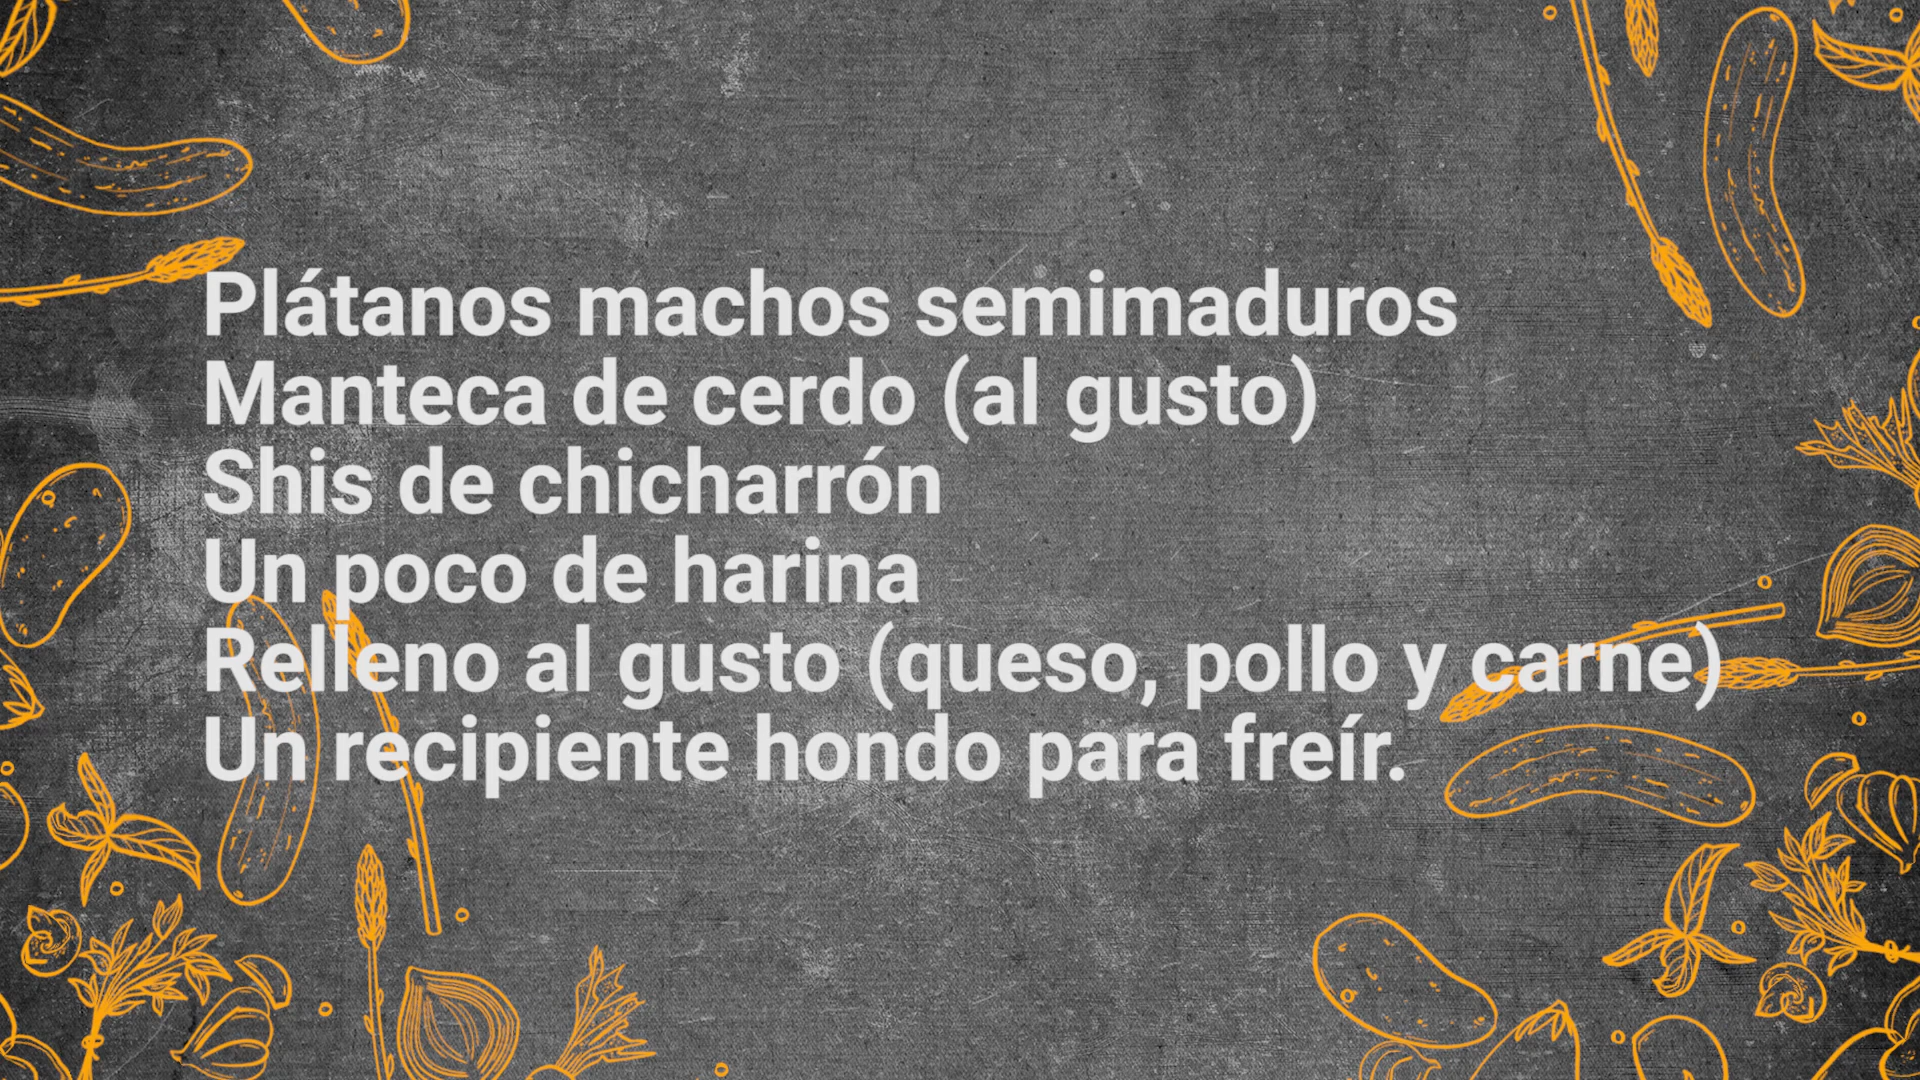 Plátanos machos semimaduros
Manteca de cerdo (al gusto)
Shis de chicharrón
Un poco de harina
Relleno al gusto (queso, pollo y carne)
Un recipiente hondo para freír.